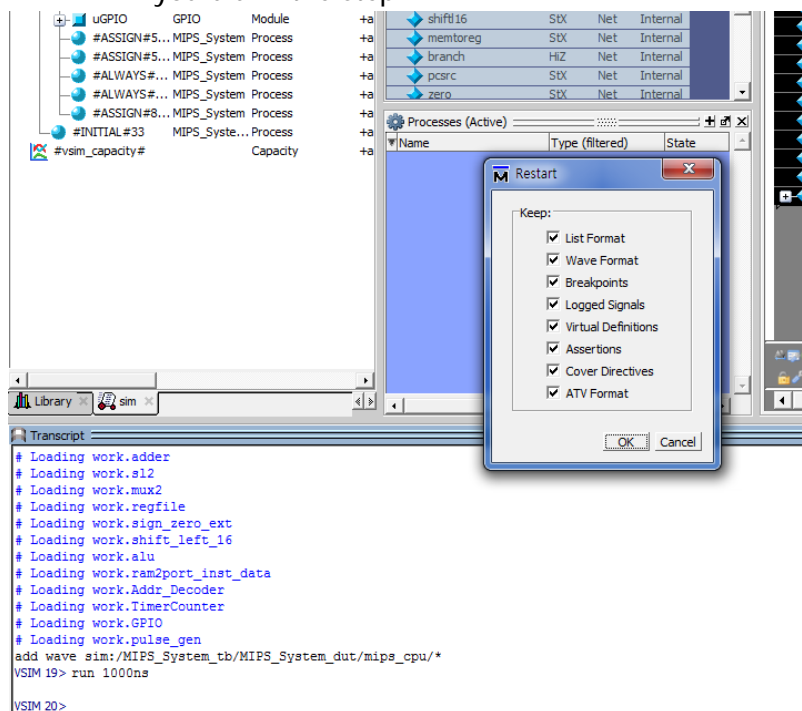 uGPIO GPIO Module +a
#ASSIGN#5... MIPS_System Process +a
#ASSIGN#5... MIPS_System Process +a
#ALWAYS#... MIPS_System Process +a
#ALWAYS#... MIPS_System Process +a
#ASSIGN#8... MIPS_System Process +a
#INITIAL#33 MIPS_Syste... Process +a
#vsim_capacity# Capacity +a
shiftl16 StX Net Internal
memtoreg StX Net Internal
branch HiZ Net Internal
pcsrc StX Net Internal
zero StX Net Internal
Processes (Active)
Name Type (filtered) State
Restart
Keep:
List Format
Wave Format
Breakpoints
Logged Signals
Virtual Definitions
Assertions
Cover Directives
ATV Format
OK Cancel
Library sim
Transcript
# Loading work.adder
# Loading work.sl2
# Loading work.mux2
# Loading work.regfile
# Loading work.sign_zero_ext
# Loading work.shift_left_16
# Loading work.alu
# Loading work.ram2port_inst_data
# Loading work.Addr_Decoder
# Loading work.TimerCounter
# Loading work.GPIO
# Loading work.pulse_gen
add wave sim:/MIPS_System_tb/MIPS_System_dut/mips_cpu/*
VSIM 19> run 1000ns
VSIM 20>